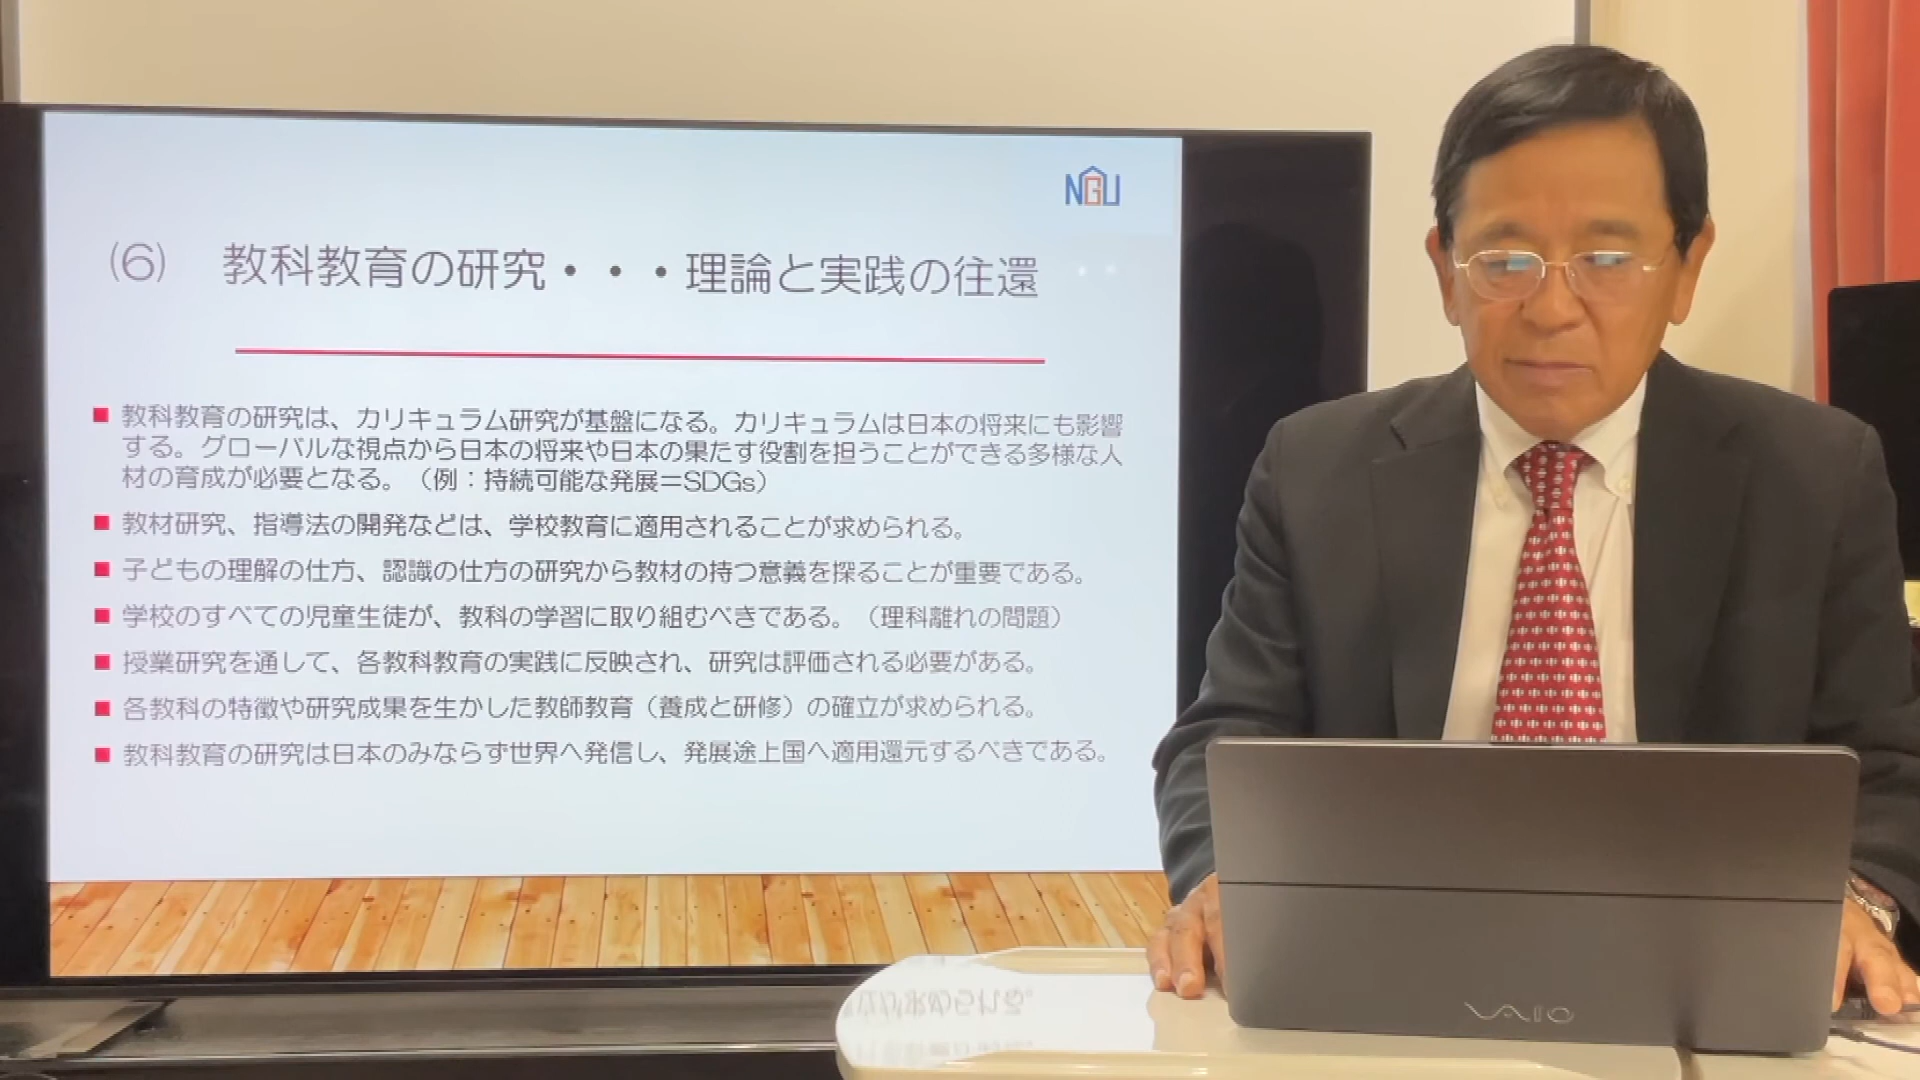 NGU
(6) 教科教育の研究・・・理論と実践の往還
■ 教科教育の研究は、カリキュラム研究が基盤になる。カリキュラムは日本の将来にも影響
する。グローバルな視点から日本の将来や日本の果たす役割を担うことができる多様な人
材の育成が必要となる。（例：持続可能な発展＝SDGs）
■ 教材研究、指導法の開発などは、学校教育に適用されることが求められる。
■ 子どもの理解の仕方、認識の仕方の研究から教材の持つ意義を探ることが重要である。
■ 学校のすべての児童生徒が、教科の学習に取り組むべきである。（理科離れの問題）
■ 授業研究を通して、各教科教育の実践に反映され、研究は評価される必要がある。
■ 各教科の特徴や研究成果を生かした教師教育（養成と研修）の確立が求められる。
■ 教科教育の研究は日本のみならず世界へ発信し、発展途上国へ適用還元するべきである。
VAIO